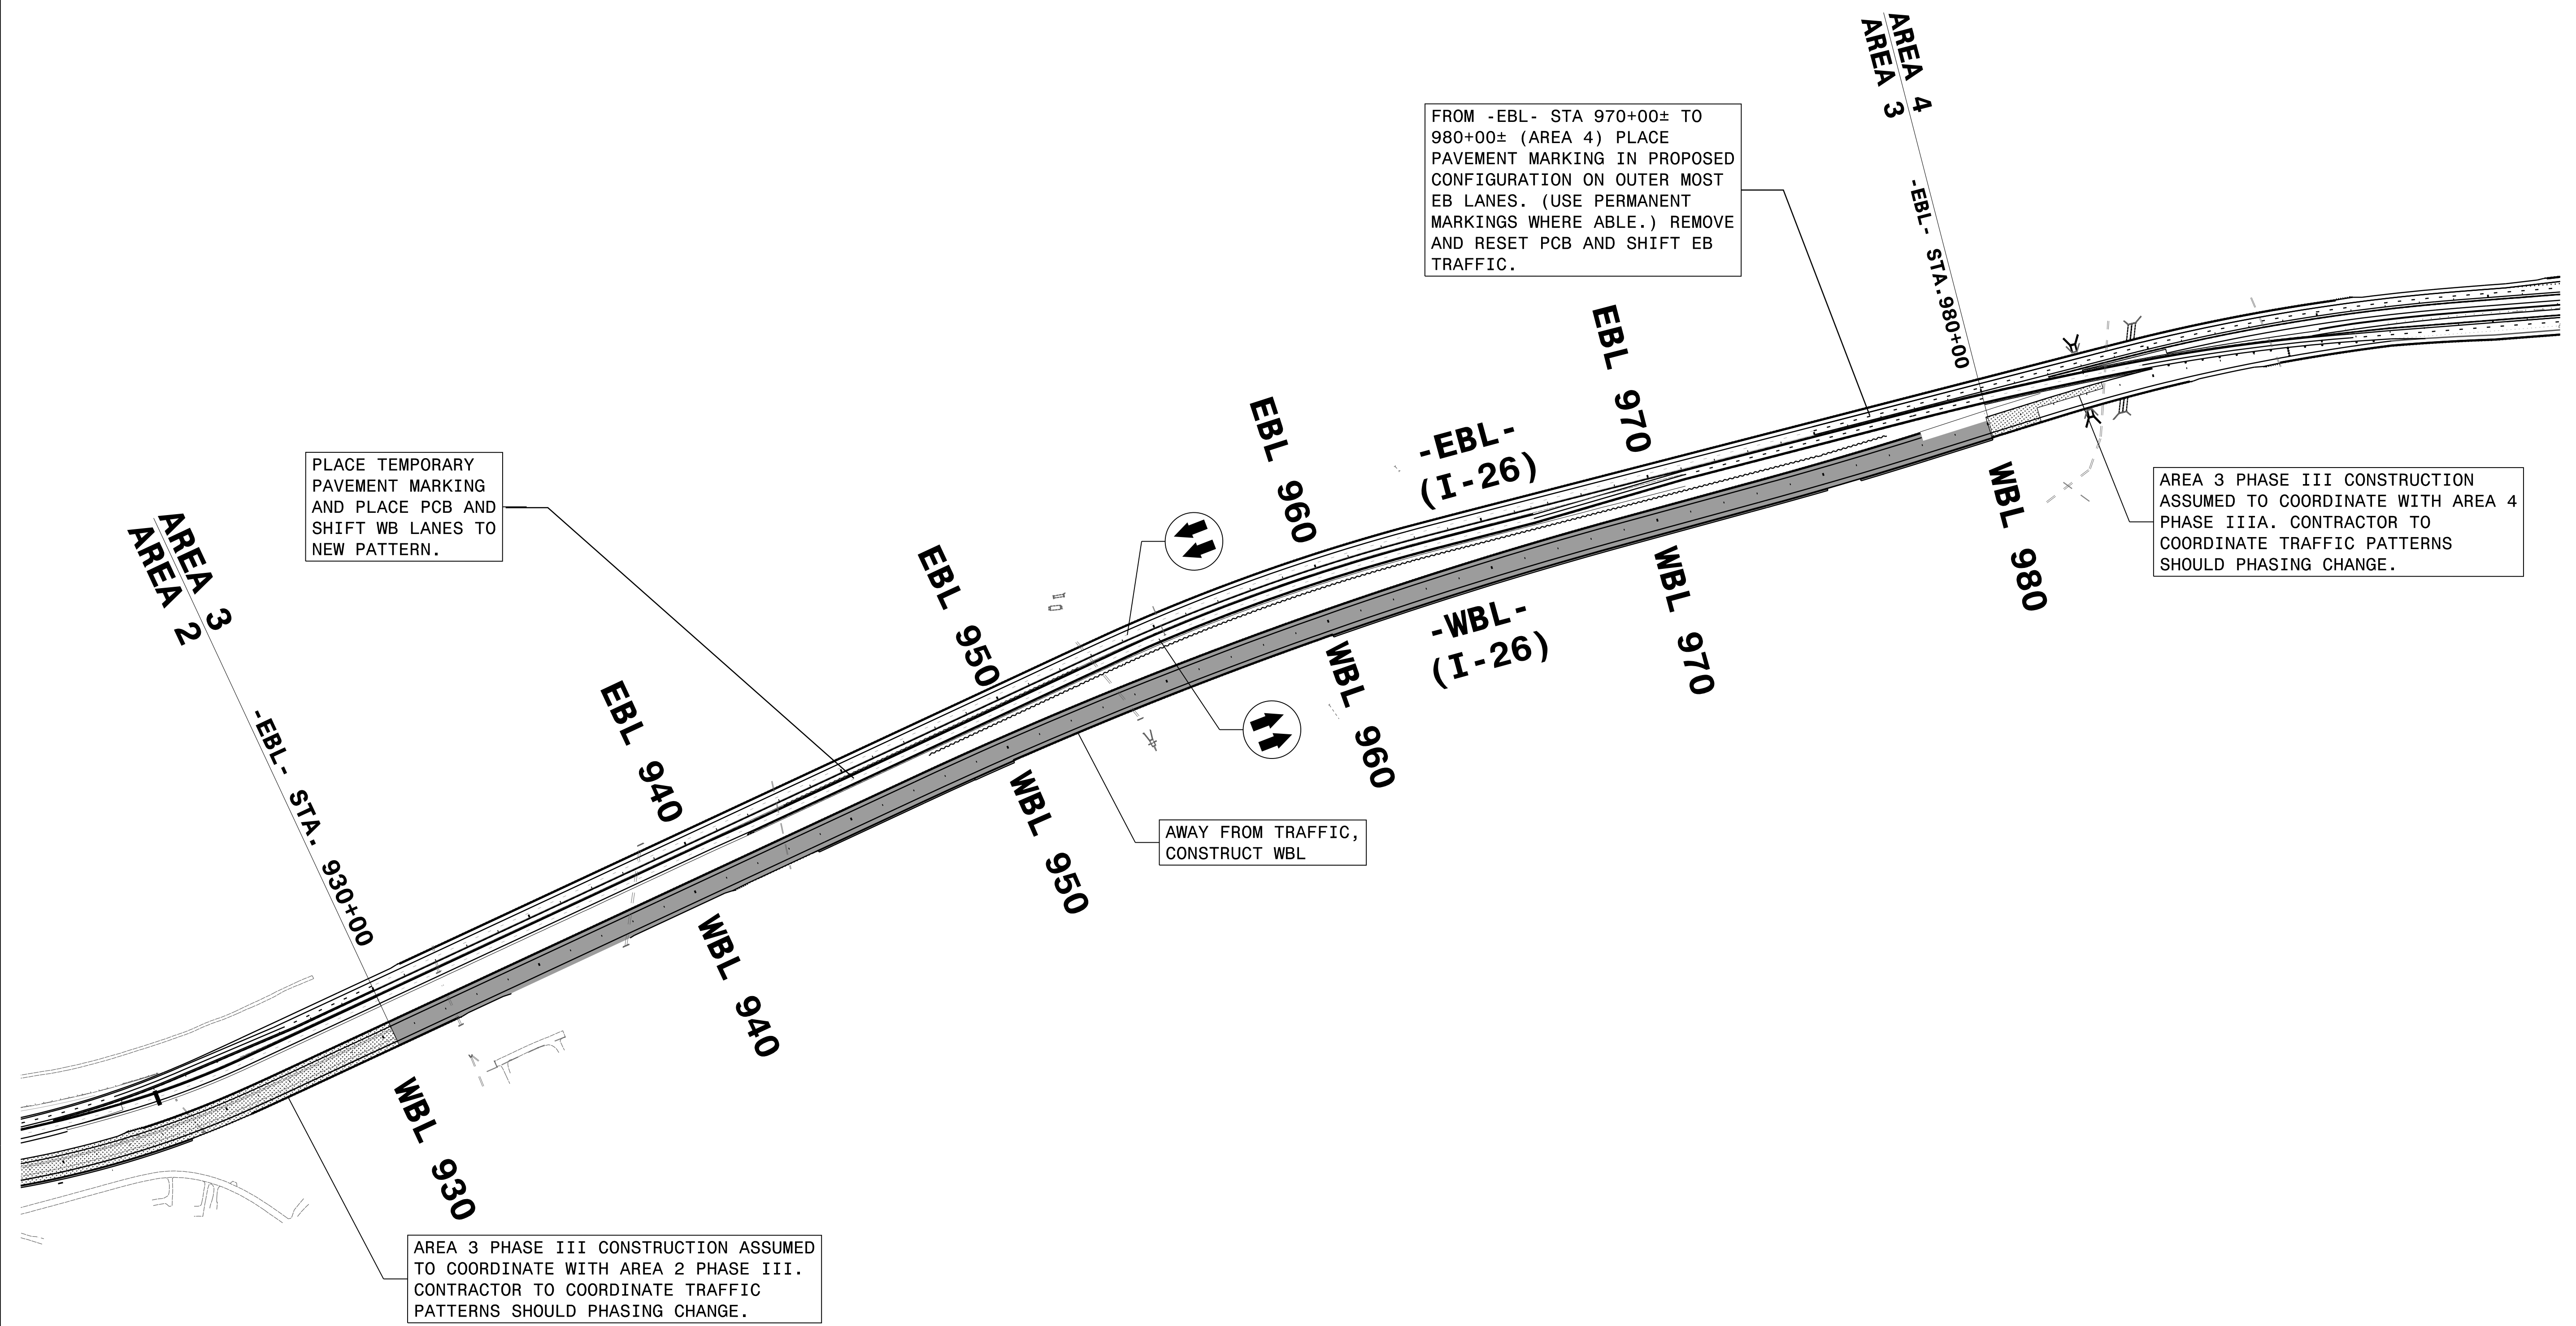 AREA 4
AREA 3
-EBL- STA.980+00
FROM -EBL- STA 970+00± TO
980+00± (AREA 4) PLACE
PAVEMENT MARKING IN PROPOSED
CONFIGURATION ON OUTER MOST
EB LANES. (USE PERMANENT
MARKINGS WHERE ABLE.) REMOVE
AND RESET PCB AND SHIFT EB
TRAFFIC.
EBL 970
EBL 960
-EBL-
(I-26)
PLACE TEMPORARY
PAVEMENT MARKING
AND PLACE PCB AND
SHIFT WB LANES TO
NEW PATTERN.
AREA 3 PHASE III CONSTRUCTION
ASSUMED TO COORDINATE WITH AREA 4
PHASE IIIA. CONTRACTOR TO
COORDINATE TRAFFIC PATTERNS
SHOULD PHASING CHANGE.
WBL 980
AREA 3
AREA 2
-EBL- STA. 930+00
EBL 950
EBL 940
WBL 970
-WBL-
(I-26)
WBL 960
WBL 950
AWAY FROM TRAFFIC,
CONSTRUCT WBL
WBL 940
WBL 930
AREA 3 PHASE III CONSTRUCTION ASSUMED
TO COORDINATE WITH AREA 2 PHASE III.
CONTRACTOR TO COORDINATE TRAFFIC
PATTERNS SHOULD PHASING CHANGE.